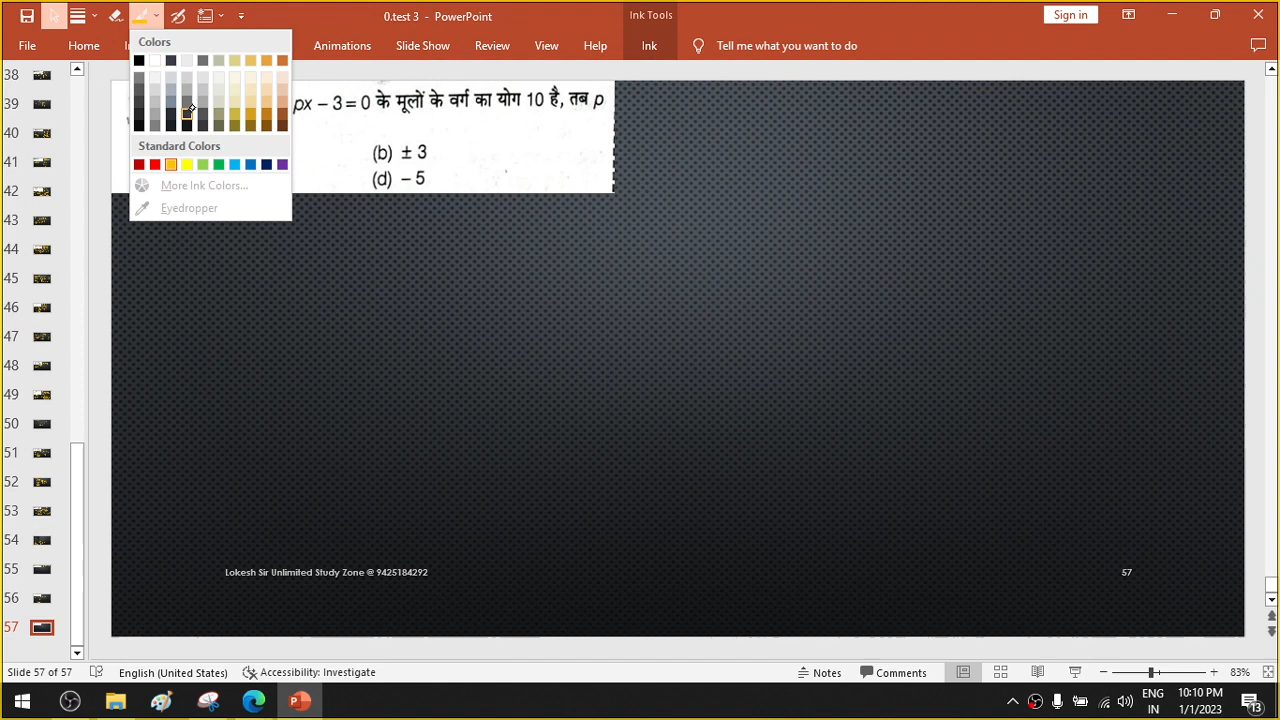 0.test 3 - PowerPoint
Ink Tools
Sign in
File
Home
Animations
Slide Show
Review
View
Help
Ink
Tell me what you want to do
Colors
Standard Colors
More Ink Colors...
Eyedropper
px – 3 = 0 के मूलों के वर्ग का योग 10 है, तब p
(b) ± 3
(d) – 5
38
39
40
41
42
43
44
45
46
47
48
49
50
51
52
53
54
55
56
57
Lokesh Sir Unlimited Study Zone @ 9425184292
57
Slide 57 of 57
English (United States)
Accessibility: Investigate
Notes
Comments
83%
ENG
IN
10:10 PM
1/1/2023
13